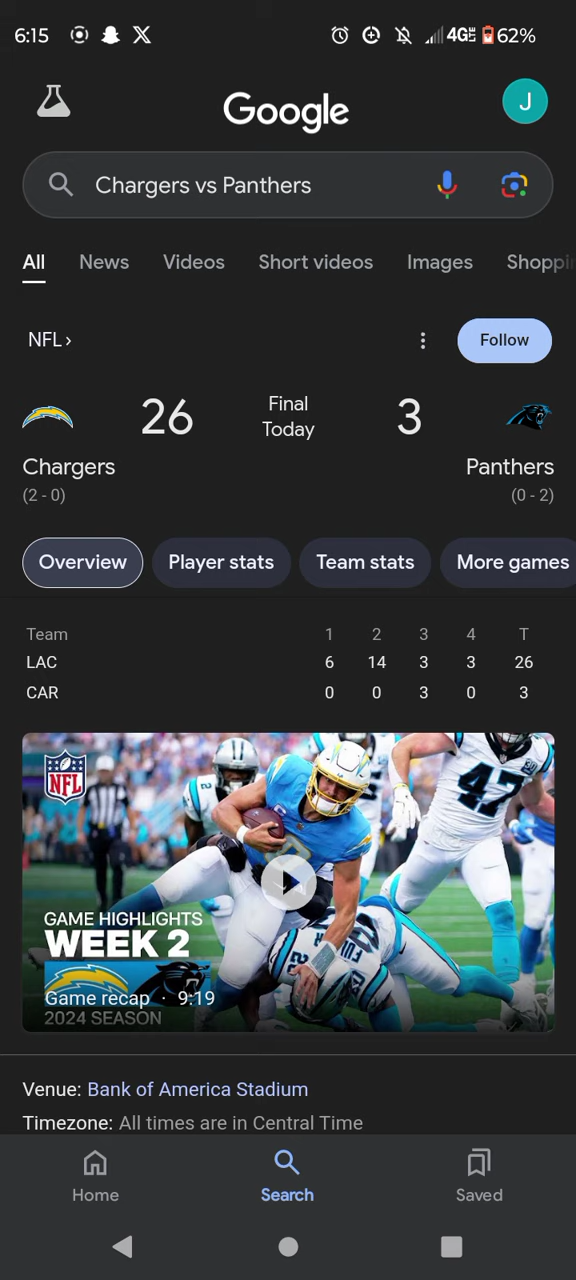 6:15 4G LTE 62%
Google J
Chargers vs Panthers
All News Videos Short videos Images Shoppi
NFL › Follow
26 Final 3
Today
Chargers Panthers
(2 - 0) (0 - 2)
Overview Player stats Team stats More games
Team 1 2 3 4 T
LAC 6 14 3 3 26
CAR 0 0 3 0 3
NFL
2
47
GAME HIGHLIGHTS
WEEK 2
Game recap · 9:19
2024 SEASON
Venue: Bank of America Stadium
Timezone: All times are in Central Time
Home Search Saved